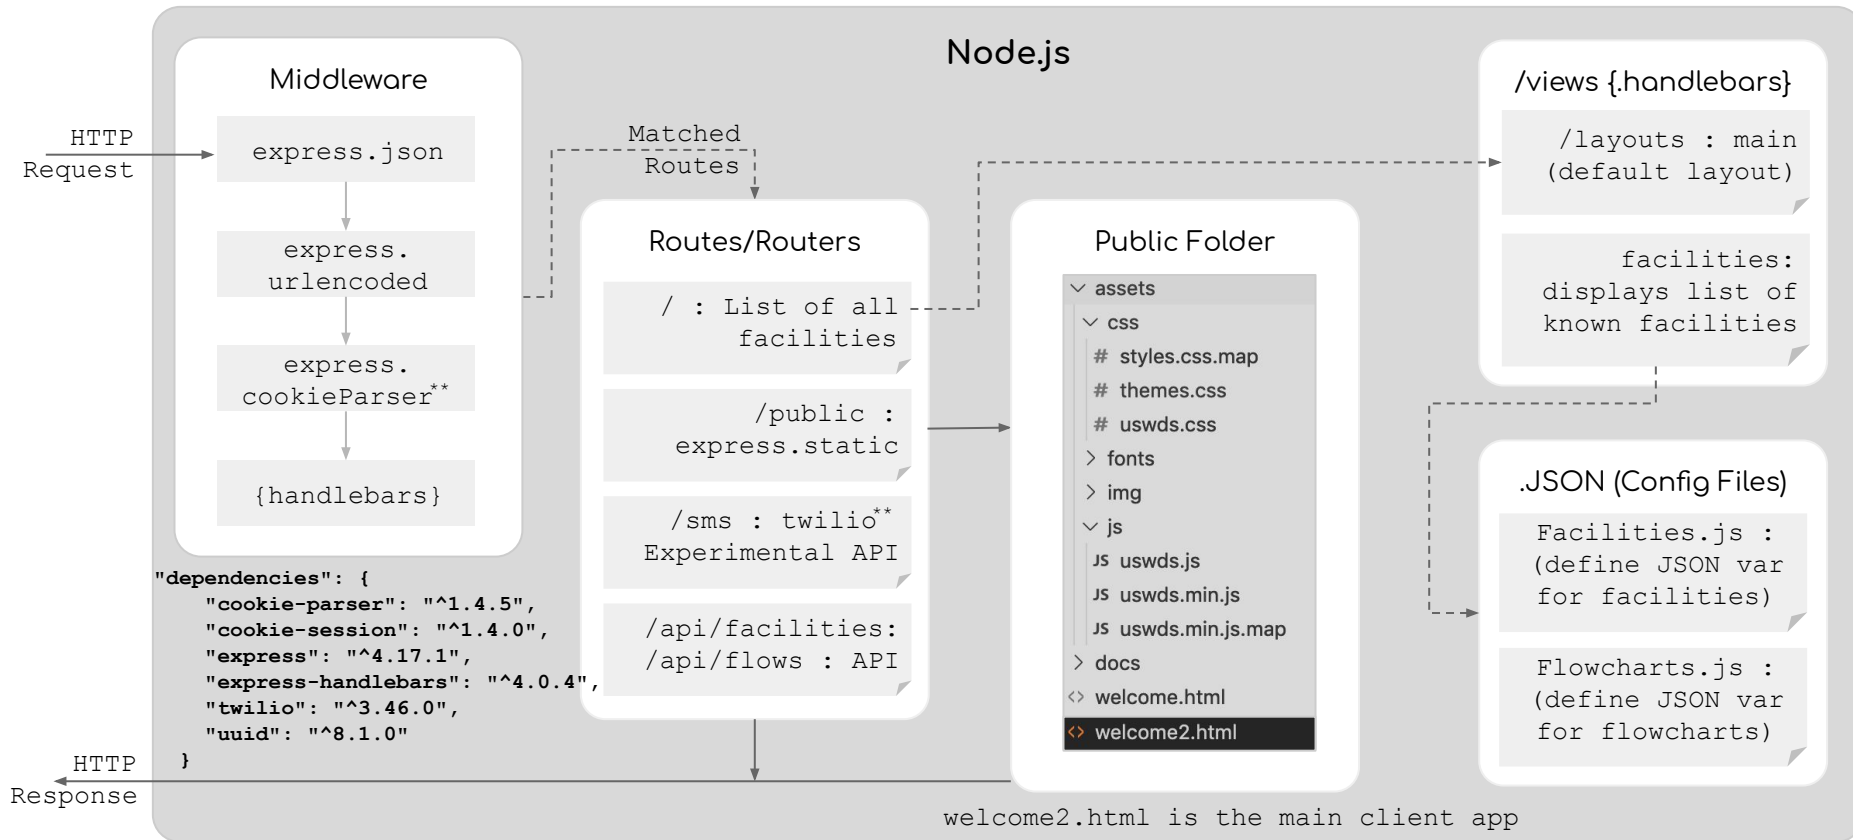 Node.js
HTTP
Request
Middleware
express.json
express.
urlencoded
express.
cookieParser**
{handlebars}
"dependencies": {
"cookie-parser": "^1.4.5",
"cookie-session": "^1.4.0",
"express": "^4.17.1",
"express-handlebars": "^4.0.4",
"twilio": "^3.46.0",
"uuid": "^8.1.0"
}
HTTP
Response
Matched
Routes
Routes/Routers
/ : List of all
facilities
/public :
express.static
/sms : twilio**
Experimental API
/api/facilities:
/api/flows : API
Public Folder
assets
css
# styles.css.map
# themes.css
# uswds.css
fonts
img
js
JS uswds.js
JS uswds.min.js
JS uswds.min.js.map
docs
<> welcome.html
<> welcome2.html
welcome2.html is the main client app
/views {.handlebars}
/layouts : main
(default layout)
facilities:
displays list of
known facilities
.JSON (Config Files)
Facilities.js :
(define JSON var
for facilities)
Flowcharts.js :
(define JSON var
for flowcharts)